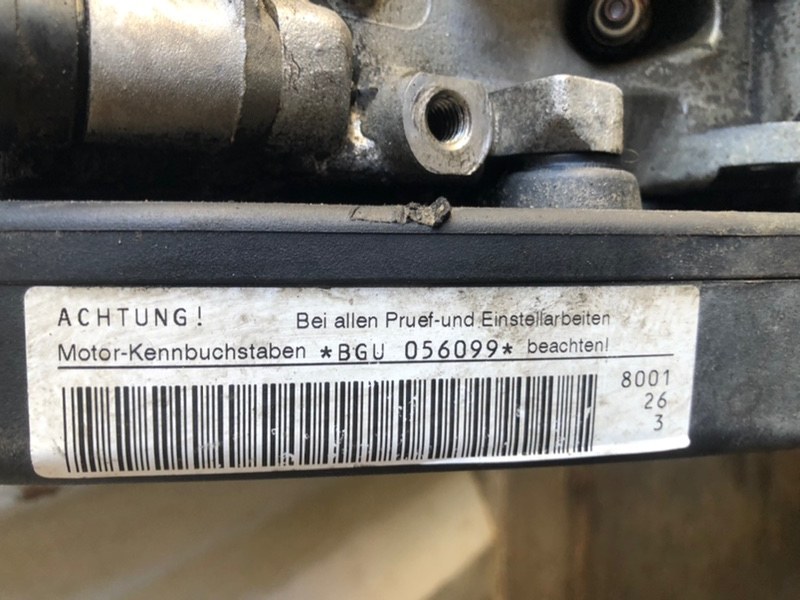 ACHTUNG! Bei allen Pruef-und Einstellarbeiten
Motor-Kennbuchstaben *BGU 056099* beachten!
8001
26
3